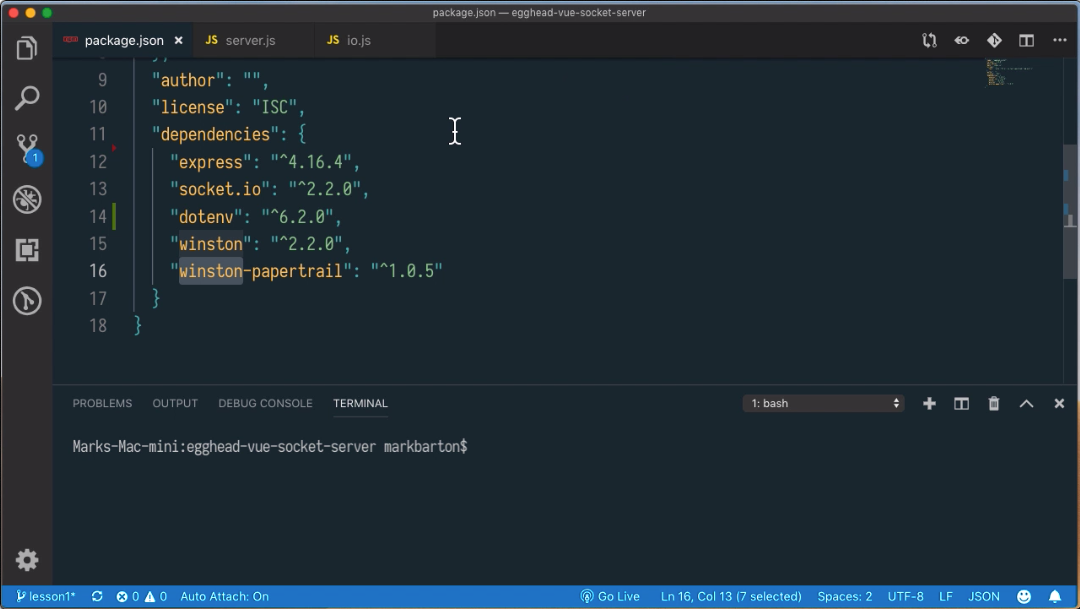 package.json — egghead-vue-socket-server
package.json × JS server.js JS io.js
9 "author": "",
10 "license": "ISC",
11 "dependencies": {
12 "express": "^4.16.4",
13 "socket.io": "^2.2.0",
14 "dotenv": "^6.2.0",
15 "winston": "^2.2.0",
16 "winston-papertrail": "^1.0.5"
17 }
18 }
1
PROBLEMS OUTPUT DEBUG CONSOLE TERMINAL 1: bash
Marks-Mac-mini:egghead-vue-socket-server markbarton$
lesson1* 0 0 Auto Attach: On Go Live Ln 16, Col 13 (7 selected) Spaces: 2 UTF-8 LF JSON